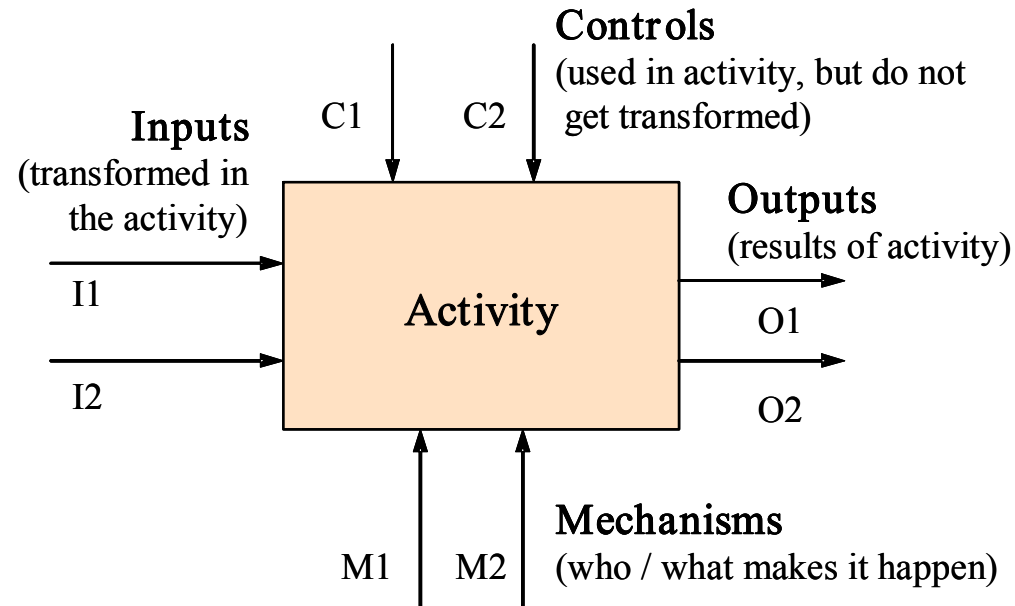 Controls
(used in activity, but do not
get transformed)
C1
C2
Inputs
(transformed in
the activity)
Outputs
(results of activity)
I1
Activity
O1
I2
O2
Mechanisms
(who / what makes it happen)
M1
M2